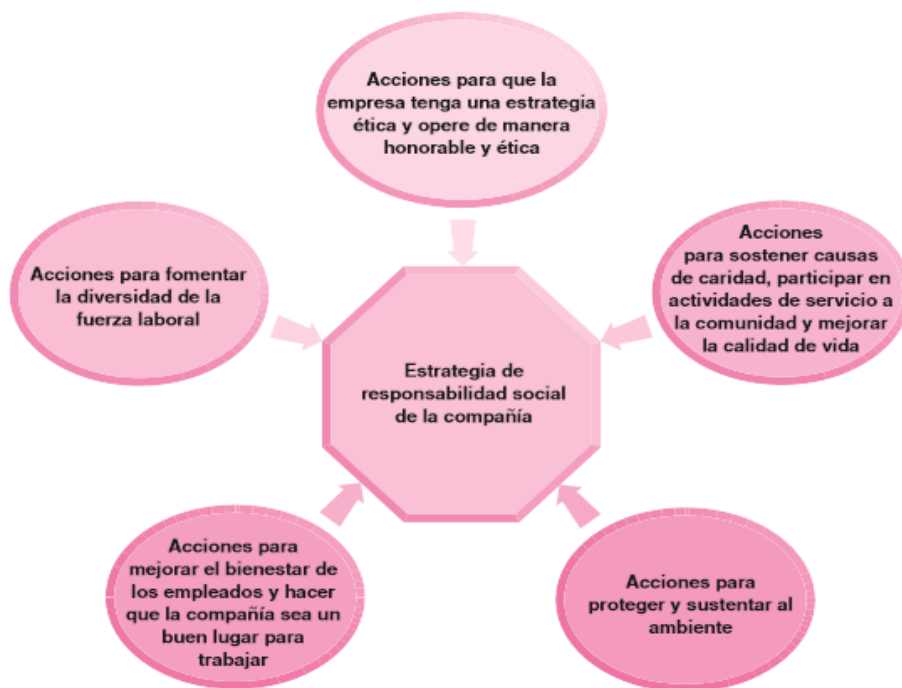 Acciones para que la
empresa tenga una estrategia
ética y opere de manera
honorable y ética
Acciones para fomentar
la diversidad de la
fuerza laboral
Acciones
para sostener causas
de caridad, participar en
actividades de servicio a
la comunidad y mejorar
la calidad de vida
Estrategia de
responsabilidad social
de la compañía
Acciones para
mejorar el bienestar de
los empleados y hacer
que la compañía sea un
buen lugar para
trabajar
Acciones para
proteger y sustentar al
ambiente